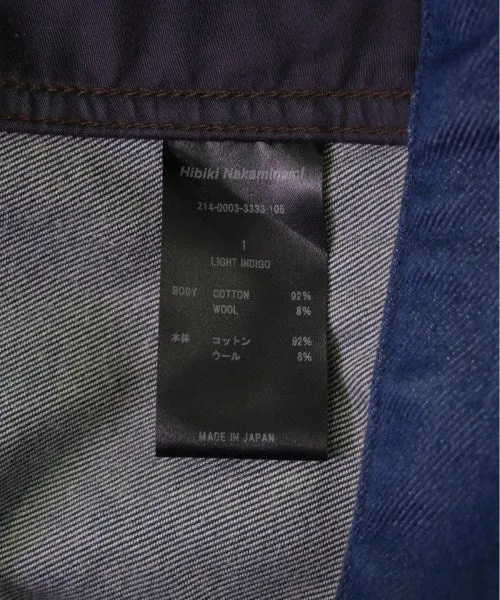 Hibiki Nakaminami
214-0003-3333-105
1
LIGHT INDIGO
BODY COTTON 92%
WOOL 8%
本体 コットン 92%
ウール 8%
MADE IN JAPAN